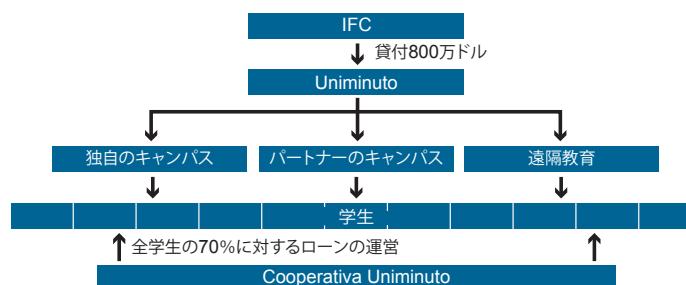 IFC
貸付800万ドル
Uniminuto
独自のキャンパス
パートナーのキャンパス
遠隔教育
学生
全学生の70%に対するローンの運営
Cooperativa Uniminuto